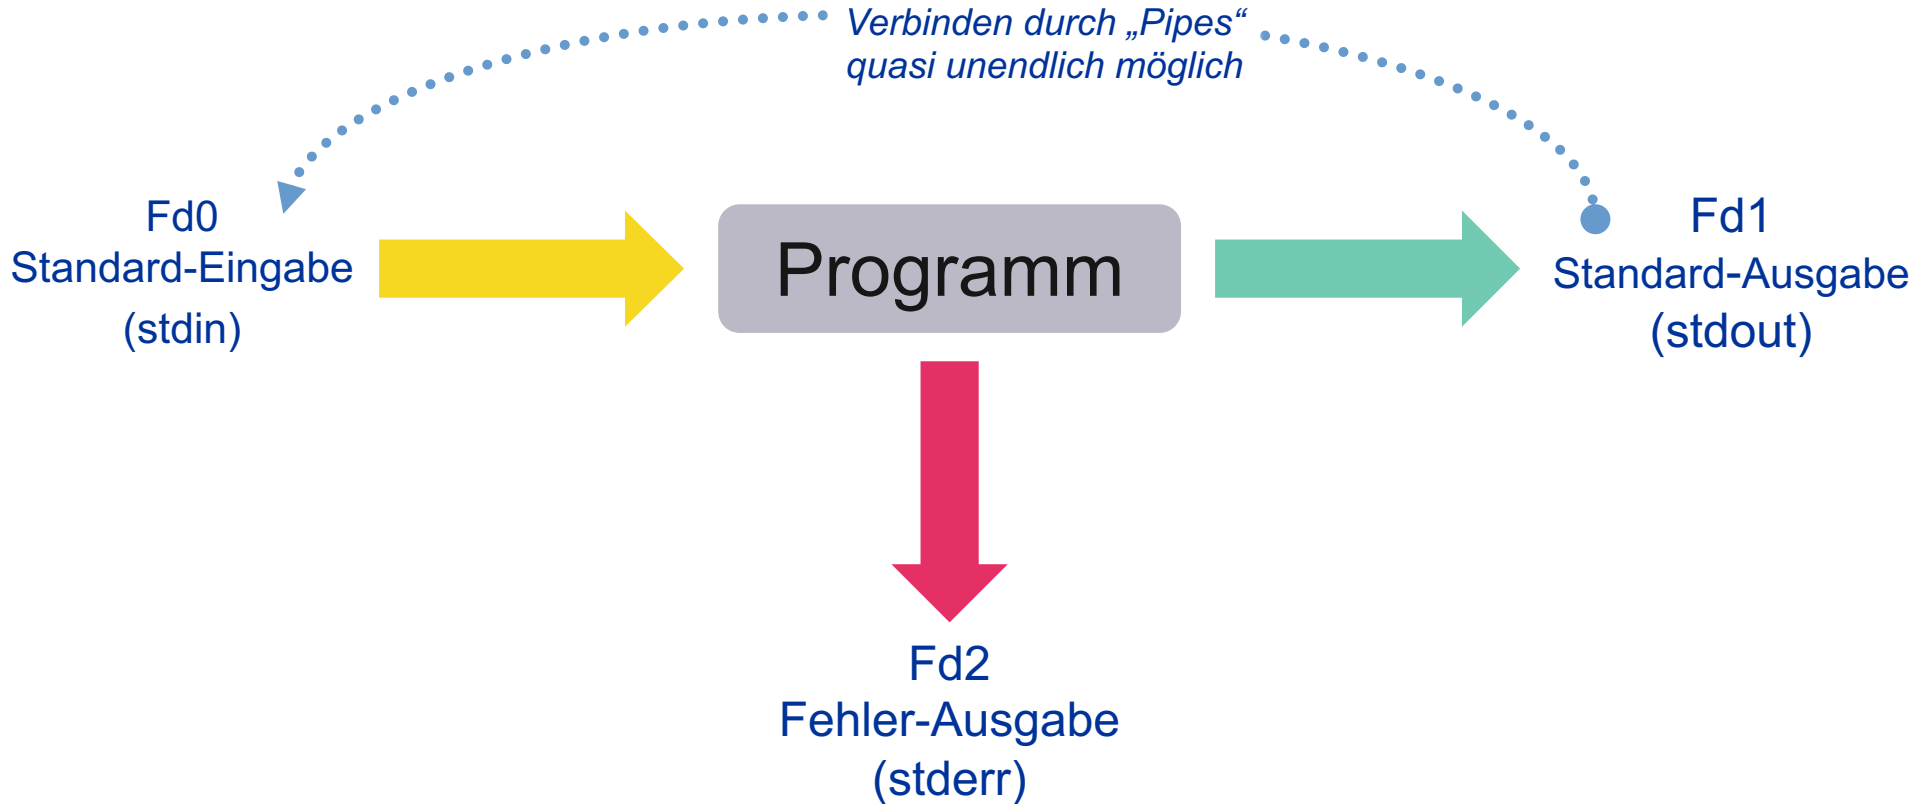 Verbinden durch „Pipes“
quasi unendlich möglich
Fd0
Standard-Eingabe
(stdin)
Programm
Fd1
Standard-Ausgabe
(stdout)
Fd2
Fehler-Ausgabe
(stderr)